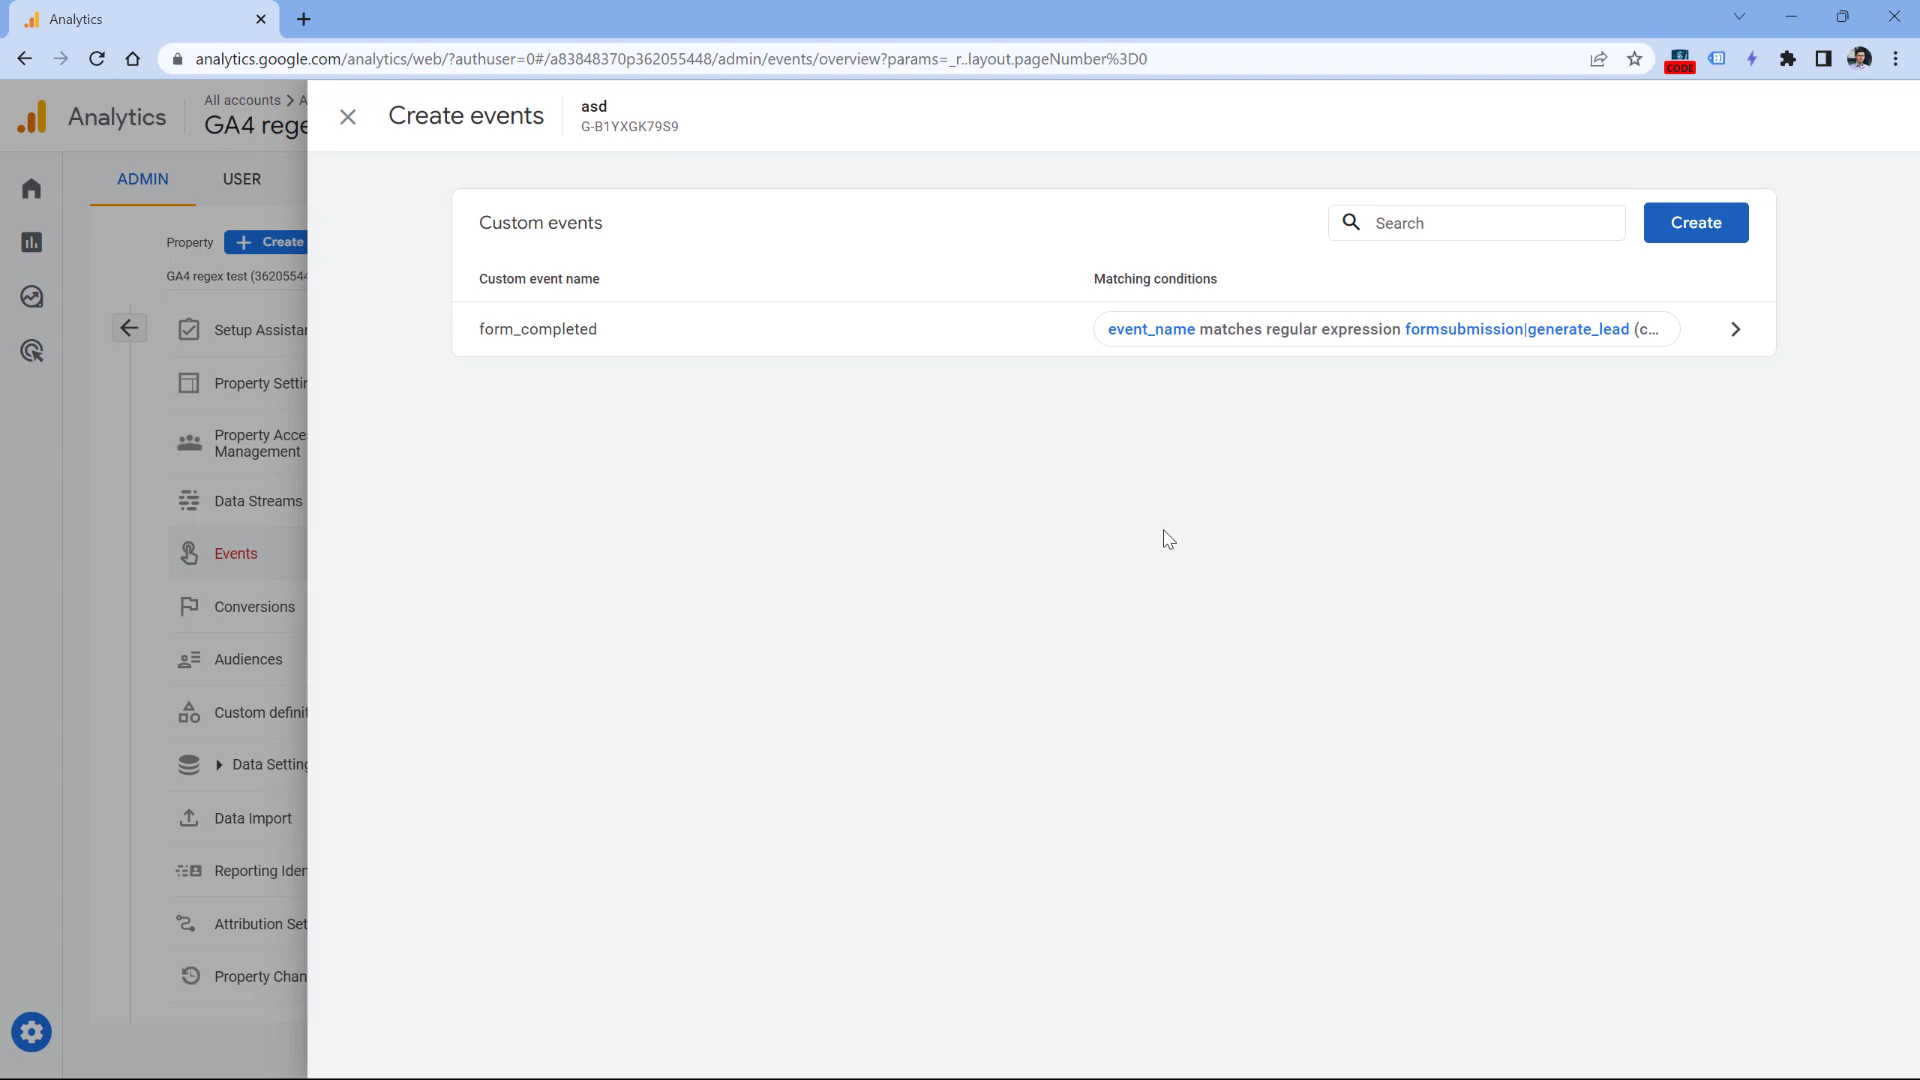 Analytics
analytics.google.com/analytics/web/?authuser=0#/a83848370p362055448/admin/events/overview?params=_r..layout.pageNumber%3D0
CODE
Analytics
All accounts > A
GA4 rege
Create events
asd
G-B1YXGK79S9
ADMIN
USER
Property
+ Create
GA4 regex test (36205544
Setup Assistar
Property Settin
Property Acce
Management
Data Streams
Events
Conversions
Audiences
Custom definit
Data Setting
Data Import
Reporting Iden
Attribution Set
Property Chan
Custom events
Search
Create
Custom event name
Matching conditions
form_completed
event_name matches regular expression formsubmission|generate_lead (c...